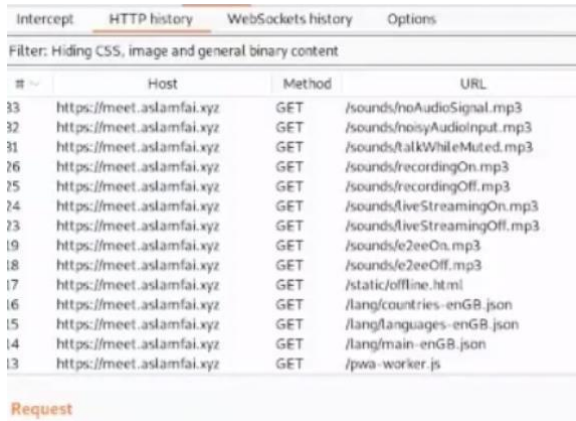 Intercept HTTP history WebSockets history Options
Filter: Hiding CSS, image and general binary content
# Host Method URL
33 https://meet.aslamfai.xyz GET /sounds/noAudioSignal.mp3
32 https://meet.aslamfai.xyz GET /sounds/noisyAudioInput.mp3
31 https://meet.aslamfai.xyz GET /sounds/talkWhileMuted.mp3
26 https://meet.aslamfai.xyz GET /sounds/recordingOn.mp3
25 https://meet.aslamfai.xyz GET /sounds/recordingOff.mp3
24 https://meet.aslamfai.xyz GET /sounds/liveStreamingOn.mp3
23 https://meet.aslamfai.xyz GET /sounds/liveStreamingOff.mp3
19 https://meet.aslamfai.xyz GET /sounds/e2eeOn.mp3
18 https://meet.aslamfai.xyz GET /sounds/e2eeOff.mp3
17 https://meet.aslamfai.xyz GET /static/offline.html
16 https://meet.aslamfai.xyz GET /lang/countries-enGB.json
15 https://meet.aslamfai.xyz GET /lang/languages-enGB.json
14 https://meet.aslamfai.xyz GET /lang/main-enGB.json
13 https://meet.aslamfai.xyz GET /pwa-worker.js
Request